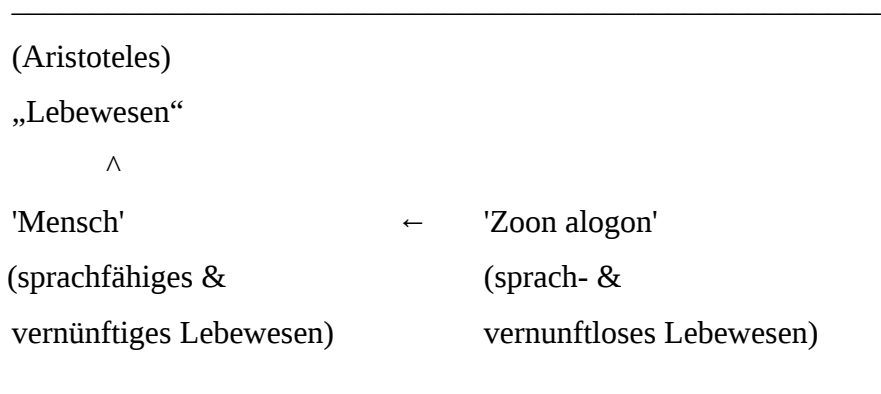 (Aristoteles)
„Lebewesen“
^
'Mensch' ← 'Zoon alogon'
(sprachfähiges & (sprach- &
vernünftiges Lebewesen) vernunftloses Lebewesen)